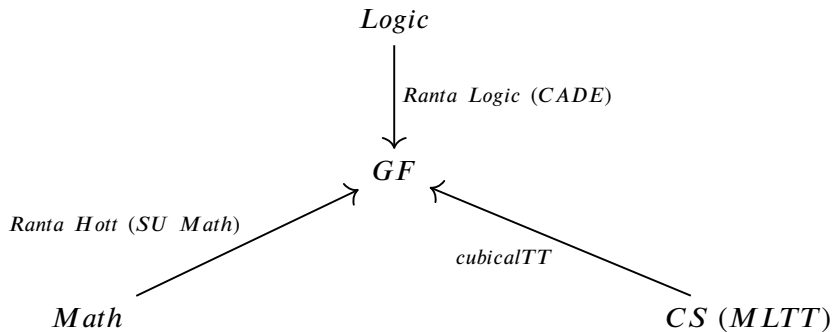 Logic
Ranta Logic (CADE)
GF
Ranta Hott (SU Math)
cubicalTT
Math
CS (MLTT)